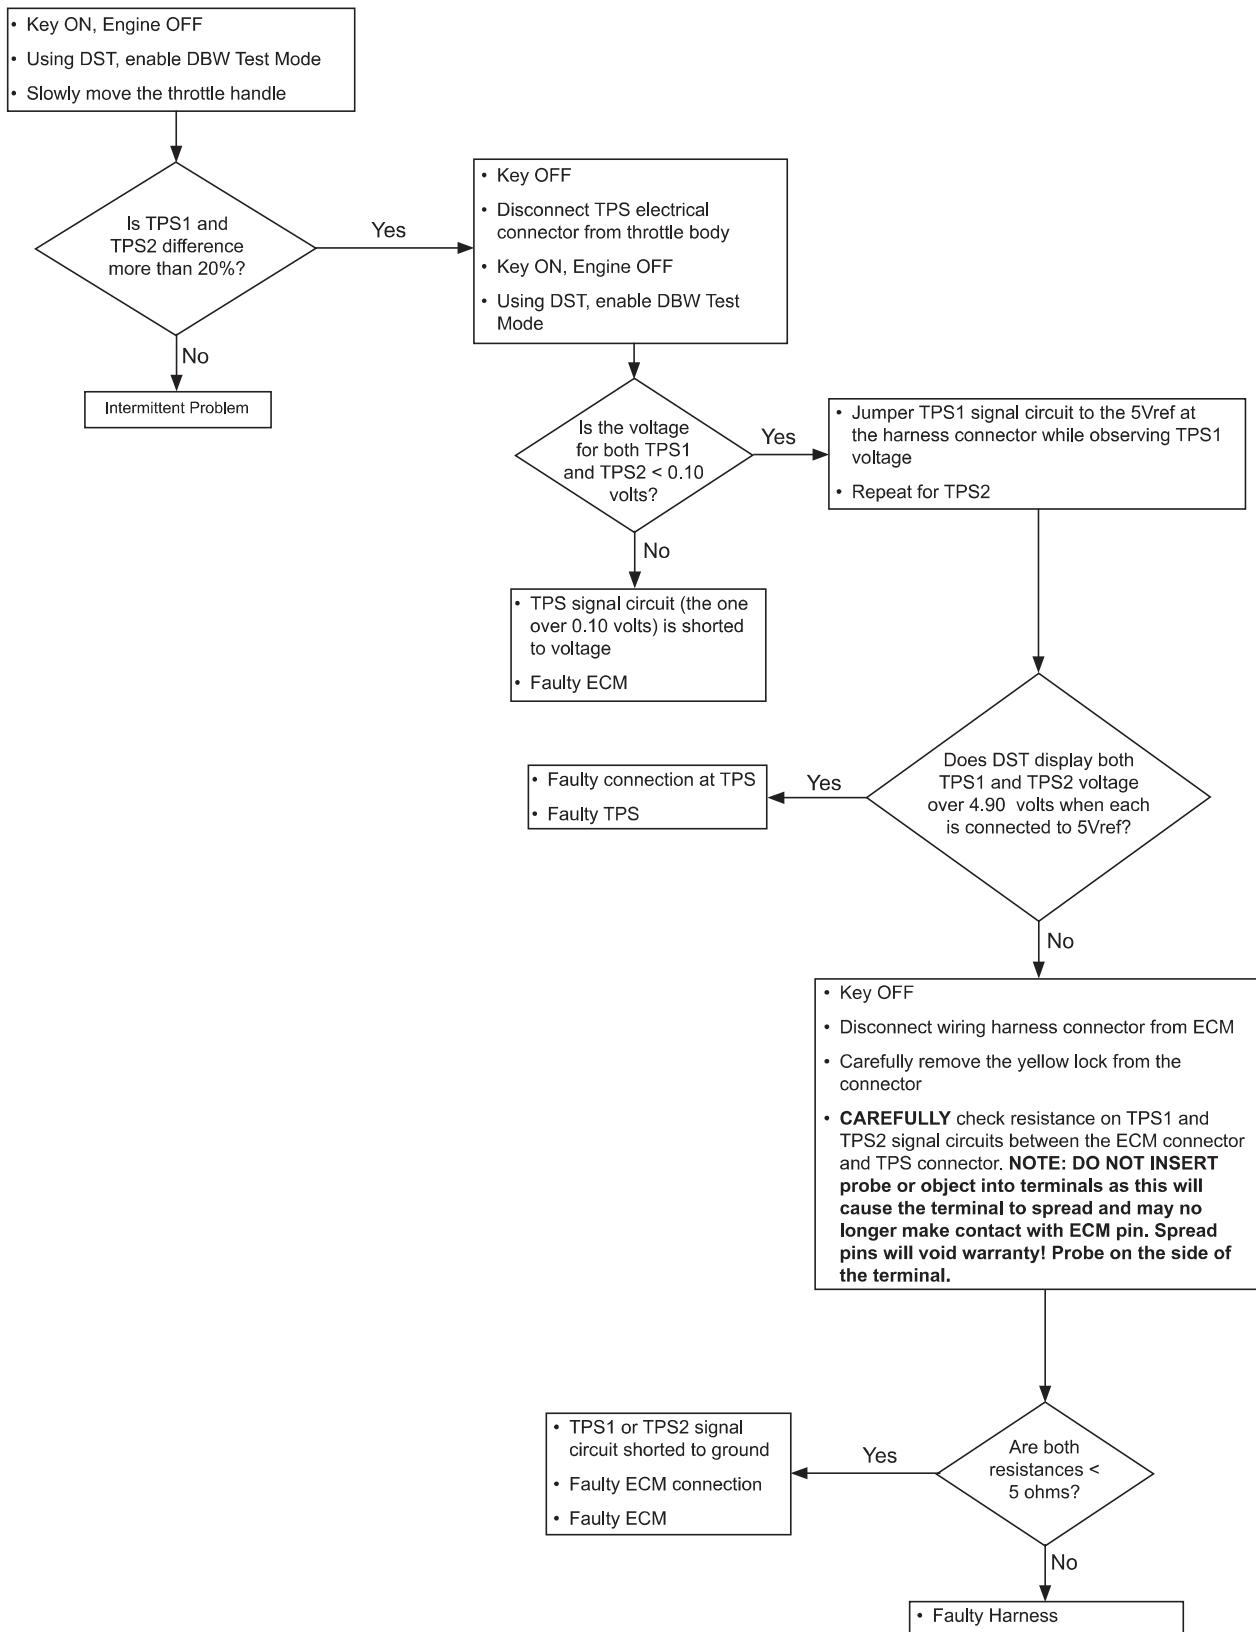 • Key ON, Engine OFF
• Using DST, enable DBW Test Mode
• Slowly move the throttle handle
Is TPS1 and
TPS2 difference
more than 20%?
Yes
No
Intermittent Problem
• Key OFF
• Disconnect TPS electrical
connector from throttle body
• Key ON, Engine OFF
• Using DST, enable DBW Test
Mode
Is the voltage
for both TPS1
and TPS2 < 0.10
volts?
Yes
No
• TPS signal circuit (the one
over 0.10 volts) is shorted
to voltage
• Faulty ECM
• Jumper TPS1 signal circuit to the 5Vref at
the harness connector while observing TPS1
voltage
• Repeat for TPS2
Does DST display both
TPS1 and TPS2 voltage
over 4.90 volts when each
is connected to 5Vref?
Yes
• Faulty connection at TPS
• Faulty TPS
No
• Key OFF
• Disconnect wiring harness connector from ECM
• Carefully remove the yellow lock from the
connector
• CAREFULLY check resistance on TPS1 and
TPS2 signal circuits between the ECM connector
and TPS connector. NOTE: DO NOT INSERT
probe or object into terminals as this will
cause the terminal to spread and may no
longer make contact with ECM pin. Spread
pins will void warranty! Probe on the side of
the terminal.
Are both
resistances <
5 ohms?
Yes
• TPS1 or TPS2 signal
circuit shorted to ground
• Faulty ECM connection
• Faulty ECM
No
• Faulty Harness